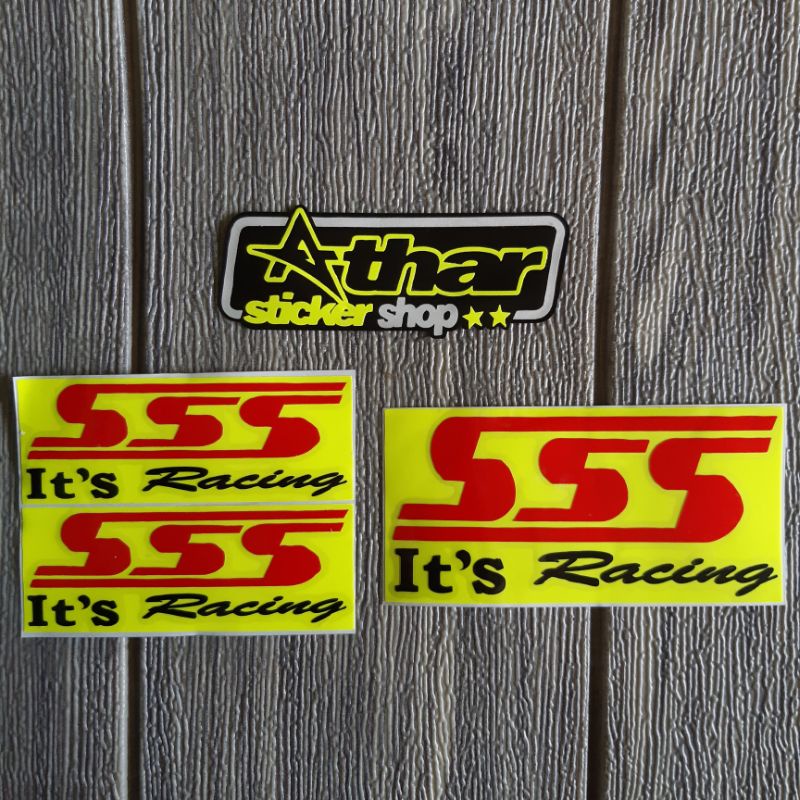 Athar
sticker shop
SSS
It's Racing
SSS
It's Racing
SSS
It's Racing